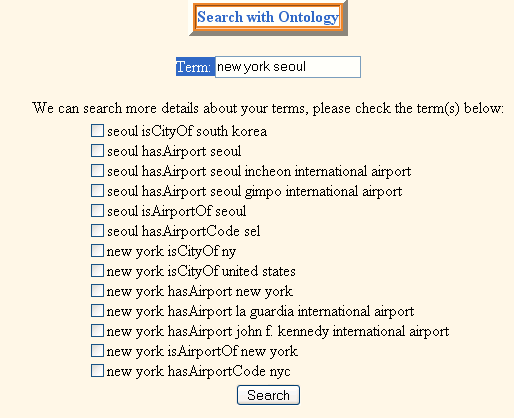 Search with Ontology
Term: new york seoul
We can search more details about your terms, please check the term(s) below:
seoul isCityOf south korea
seoul hasAirport seoul
seoul hasAirport seoul incheon international airport
seoul hasAirport seoul gimpo international airport
seoul isAirportOf seoul
seoul hasAirportCode sel
new york isCityOf ny
new york isCityOf united states
new york hasAirport new york
new york hasAirport la guardia international airport
new york hasAirport john f. kennedy international airport
new york isAirportOf new york
new york hasAirportCode nyc
Search